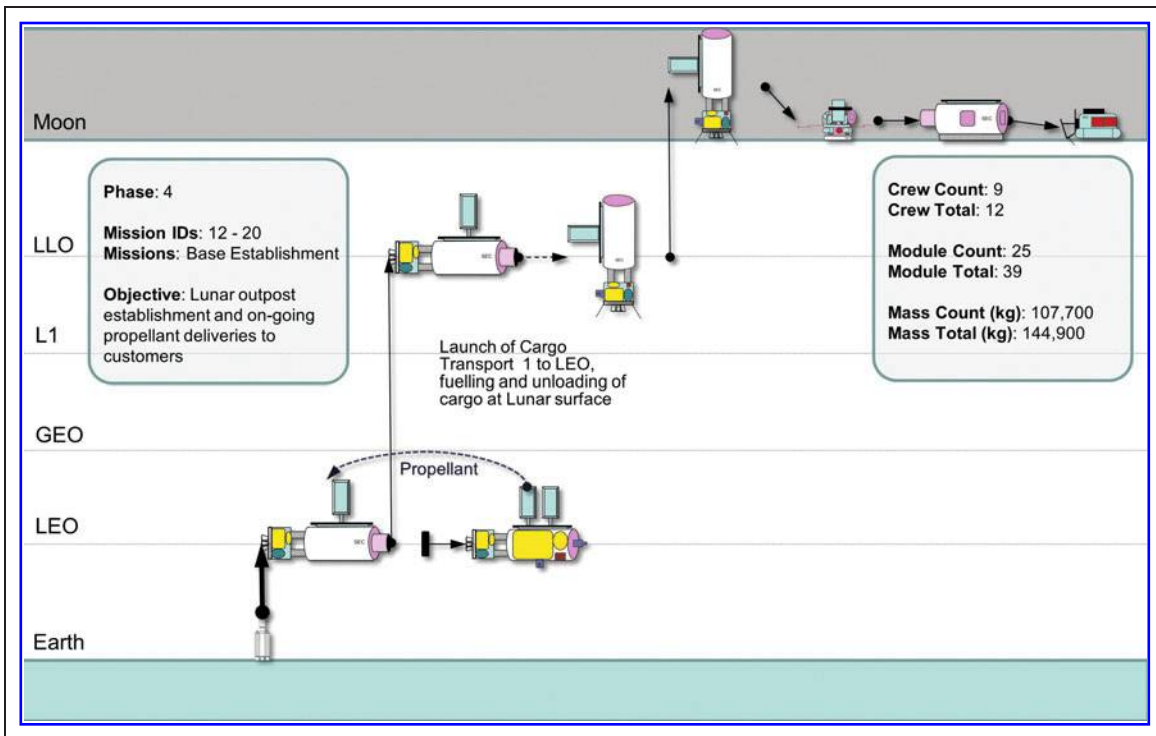 Moon
Phase: 4
Mission IDs: 12 - 20
Missions: Base Establishment
Objective: Lunar outpost
establishment and on-going
propellant deliveries to
customers
Crew Count: 9
Crew Total: 12
Module Count: 25
Module Total: 39
Mass Count (kg): 107,700
Mass Total (kg): 144,900
LLO
L1
Launch of Cargo
Transport 1 to LEO,
fuelling and unloading of
cargo at Lunar surface
GEO
Propellant
LEO
SEC
Earth